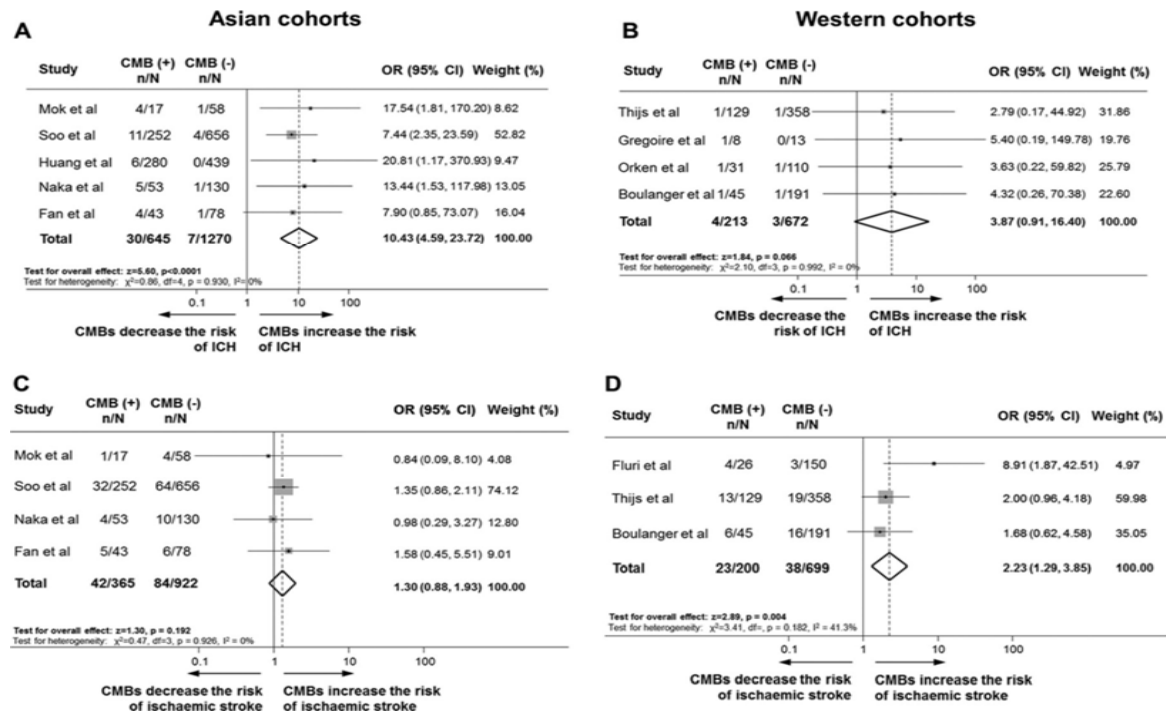 Asian cohorts
Western cohorts
A
Study CMB (+) n/N CMB (-) n/N OR (95% CI) Weight (%)
Mok et al 4/17 1/58 17.54 (1.81, 170.20) 8.62
Soo et al 11/252 4/656 7.44 (2.35, 23.59) 52.82
Huang et al 6/280 0/439 20.81 (1.17, 370.93) 9.47
Naka et al 5/53 1/130 13.44 (1.53, 117.98) 13.05
Fan et al 4/43 1/78 7.90 (0.85, 73.07) 16.04
Total 30/645 7/1270 10.43 (4.59, 23.72) 100.00
Test for overall effect: z=5.60, p<0.0001
Test for heterogeneity: χ²=0.86, df=4, p = 0.930, I²= 0%
0.1 1 10 100
CMBs decrease the risk of ICH
CMBs increase the risk of ICH
B
Study CMB (+) n/N CMB (-) n/N OR (95% CI) Weight (%)
Thijs et al 1/129 1/358 2.79 (0.17, 44.92) 31.86
Gregoire et al 1/8 0/13 5.40 (0.19, 149.78) 19.76
Orken et al 1/31 1/110 3.63 (0.22, 59.82) 25.79
Boulanger et al 1/45 1/191 4.32 (0.26, 70.38) 22.60
Total 4/213 3/672 3.87 (0.91, 16.40) 100.00
Test for overall effect: z=1.84, p = 0.066
Test for heterogeneity: χ²=2.10, df=3, p = 0.992, I²= 0%
0.1 1 10 100
CMBs decrease the risk of ICH
CMBs increase the risk of ICH
C
Study CMB (+) n/N CMB (-) n/N OR (95% CI) Weight (%)
Mok et al 1/17 4/58 0.84 (0.09, 8.10) 4.08
Soo et al 32/252 64/656 1.35 (0.86, 2.11) 74.12
Naka et al 4/53 10/130 0.98 (0.29, 3.27) 12.80
Fan et al 5/43 6/78 1.58 (0.45, 5.51) 9.01
Total 42/365 84/922 1.30 (0.88, 1.93) 100.00
Test for overall effect: z=1.30, p = 0.192
Test for heterogeneity: χ²=0.47, df=3, p = 0.926, I² = 0%
0.1 1 10 100
CMBs decrease the risk of ischaemic stroke
CMBs increase the risk of ischaemic stroke
D
Study CMB (+) n/N CMB (-) n/N OR (95% CI) Weight (%)
Fluri et al 4/26 3/150 8.91 (1.87, 42.51) 4.97
Thijs et al 13/129 19/358 2.00 (0.96, 4.18) 59.98
Boulanger et al 6/45 16/191 1.68 (0.62, 4.58) 35.05
Total 23/200 38/699 2.23 (1.29, 3.85) 100.00
Test for overall effect: z=2.89, p = 0.004
Test for heterogeneity: χ²=3.41, df=, p = 0.182, I² = 41.3%
0.1 1 10 100
CMBs decrease the risk of ischaemic stroke
CMBs increase the risk of ischaemic stroke